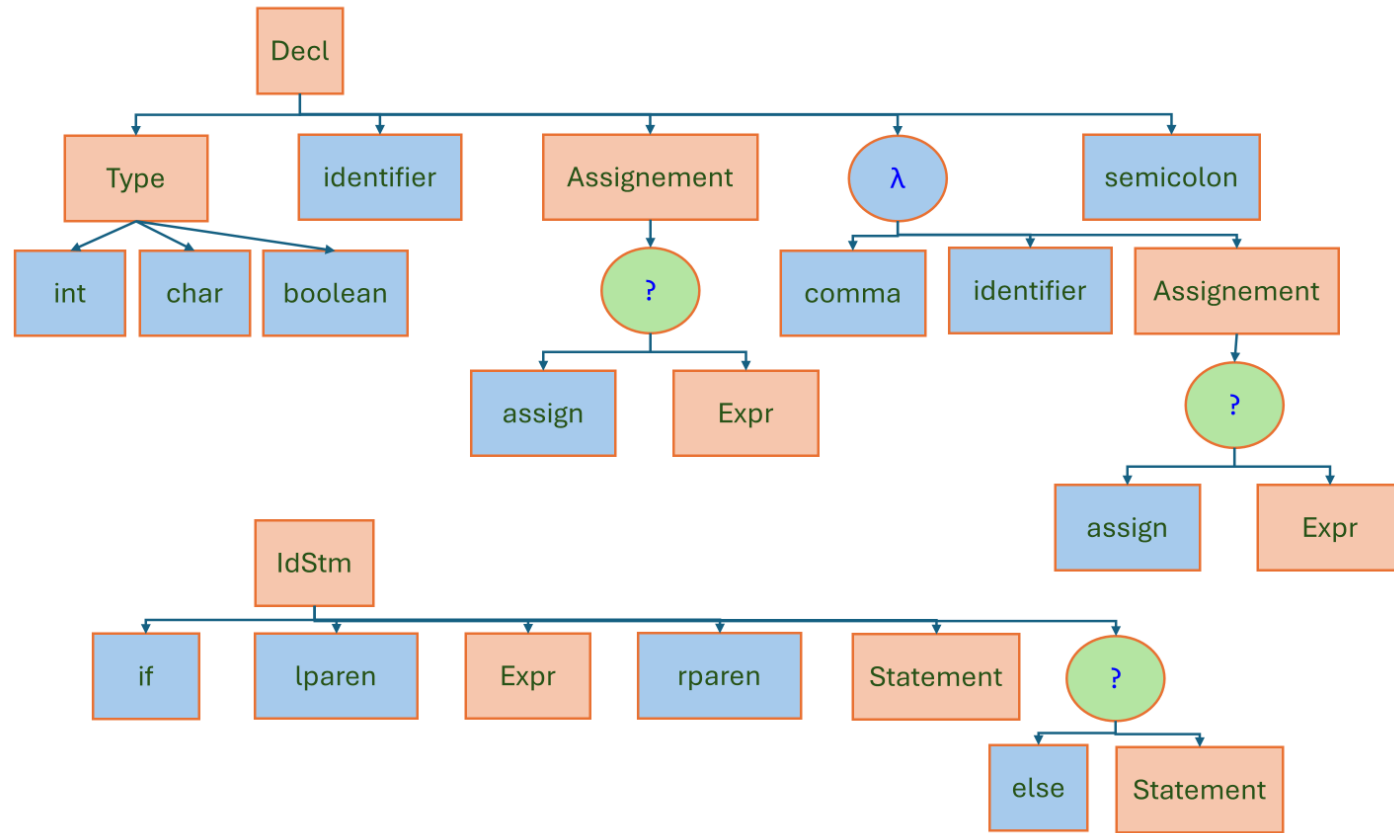 Decl
Type
identifier
Assignement
λ
semicolon
int
char
boolean
?
comma
identifier
Assignement
assign
Expr
?
assign
Expr
IdStm
if
lparen
Expr
rparen
Statement
?
else
Statement